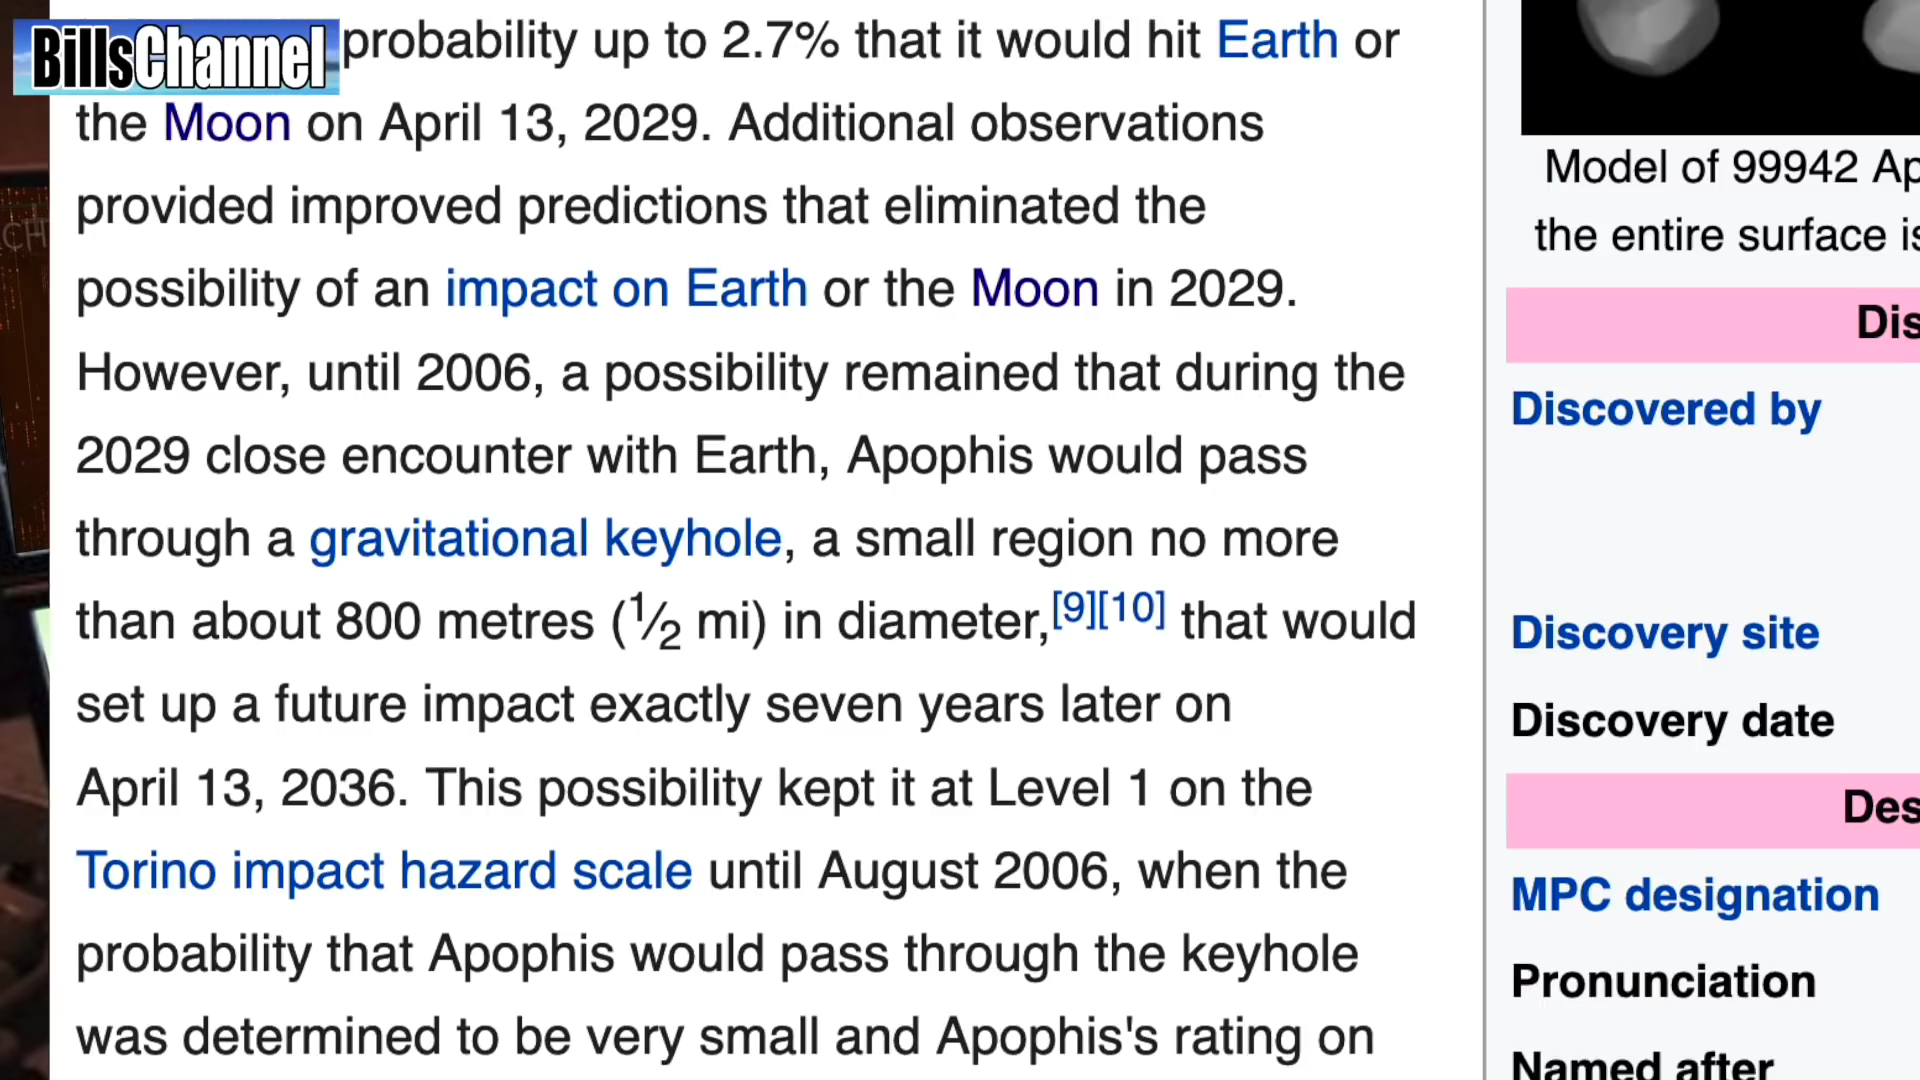 BillsChannel
probability up to 2.7% that it would hit Earth or
the Moon on April 13, 2029. Additional observations
provided improved predictions that eliminated the
possibility of an impact on Earth or the Moon in 2029.
However, until 2006, a possibility remained that during the
2029 close encounter with Earth, Apophis would pass
through a gravitational keyhole, a small region no more
than about 800 metres (1⁄2 mi) in diameter,[9][10] that would
set up a future impact exactly seven years later on
April 13, 2036. This possibility kept it at Level 1 on the
Torino impact hazard scale until August 2006, when the
probability that Apophis would pass through the keyhole
was determined to be very small and Apophis's rating on
Model of 99942 Ap
the entire surface is
Dis
Discovered by
Discovery site
Discovery date
Des
MPC designation
Pronunciation
Named after